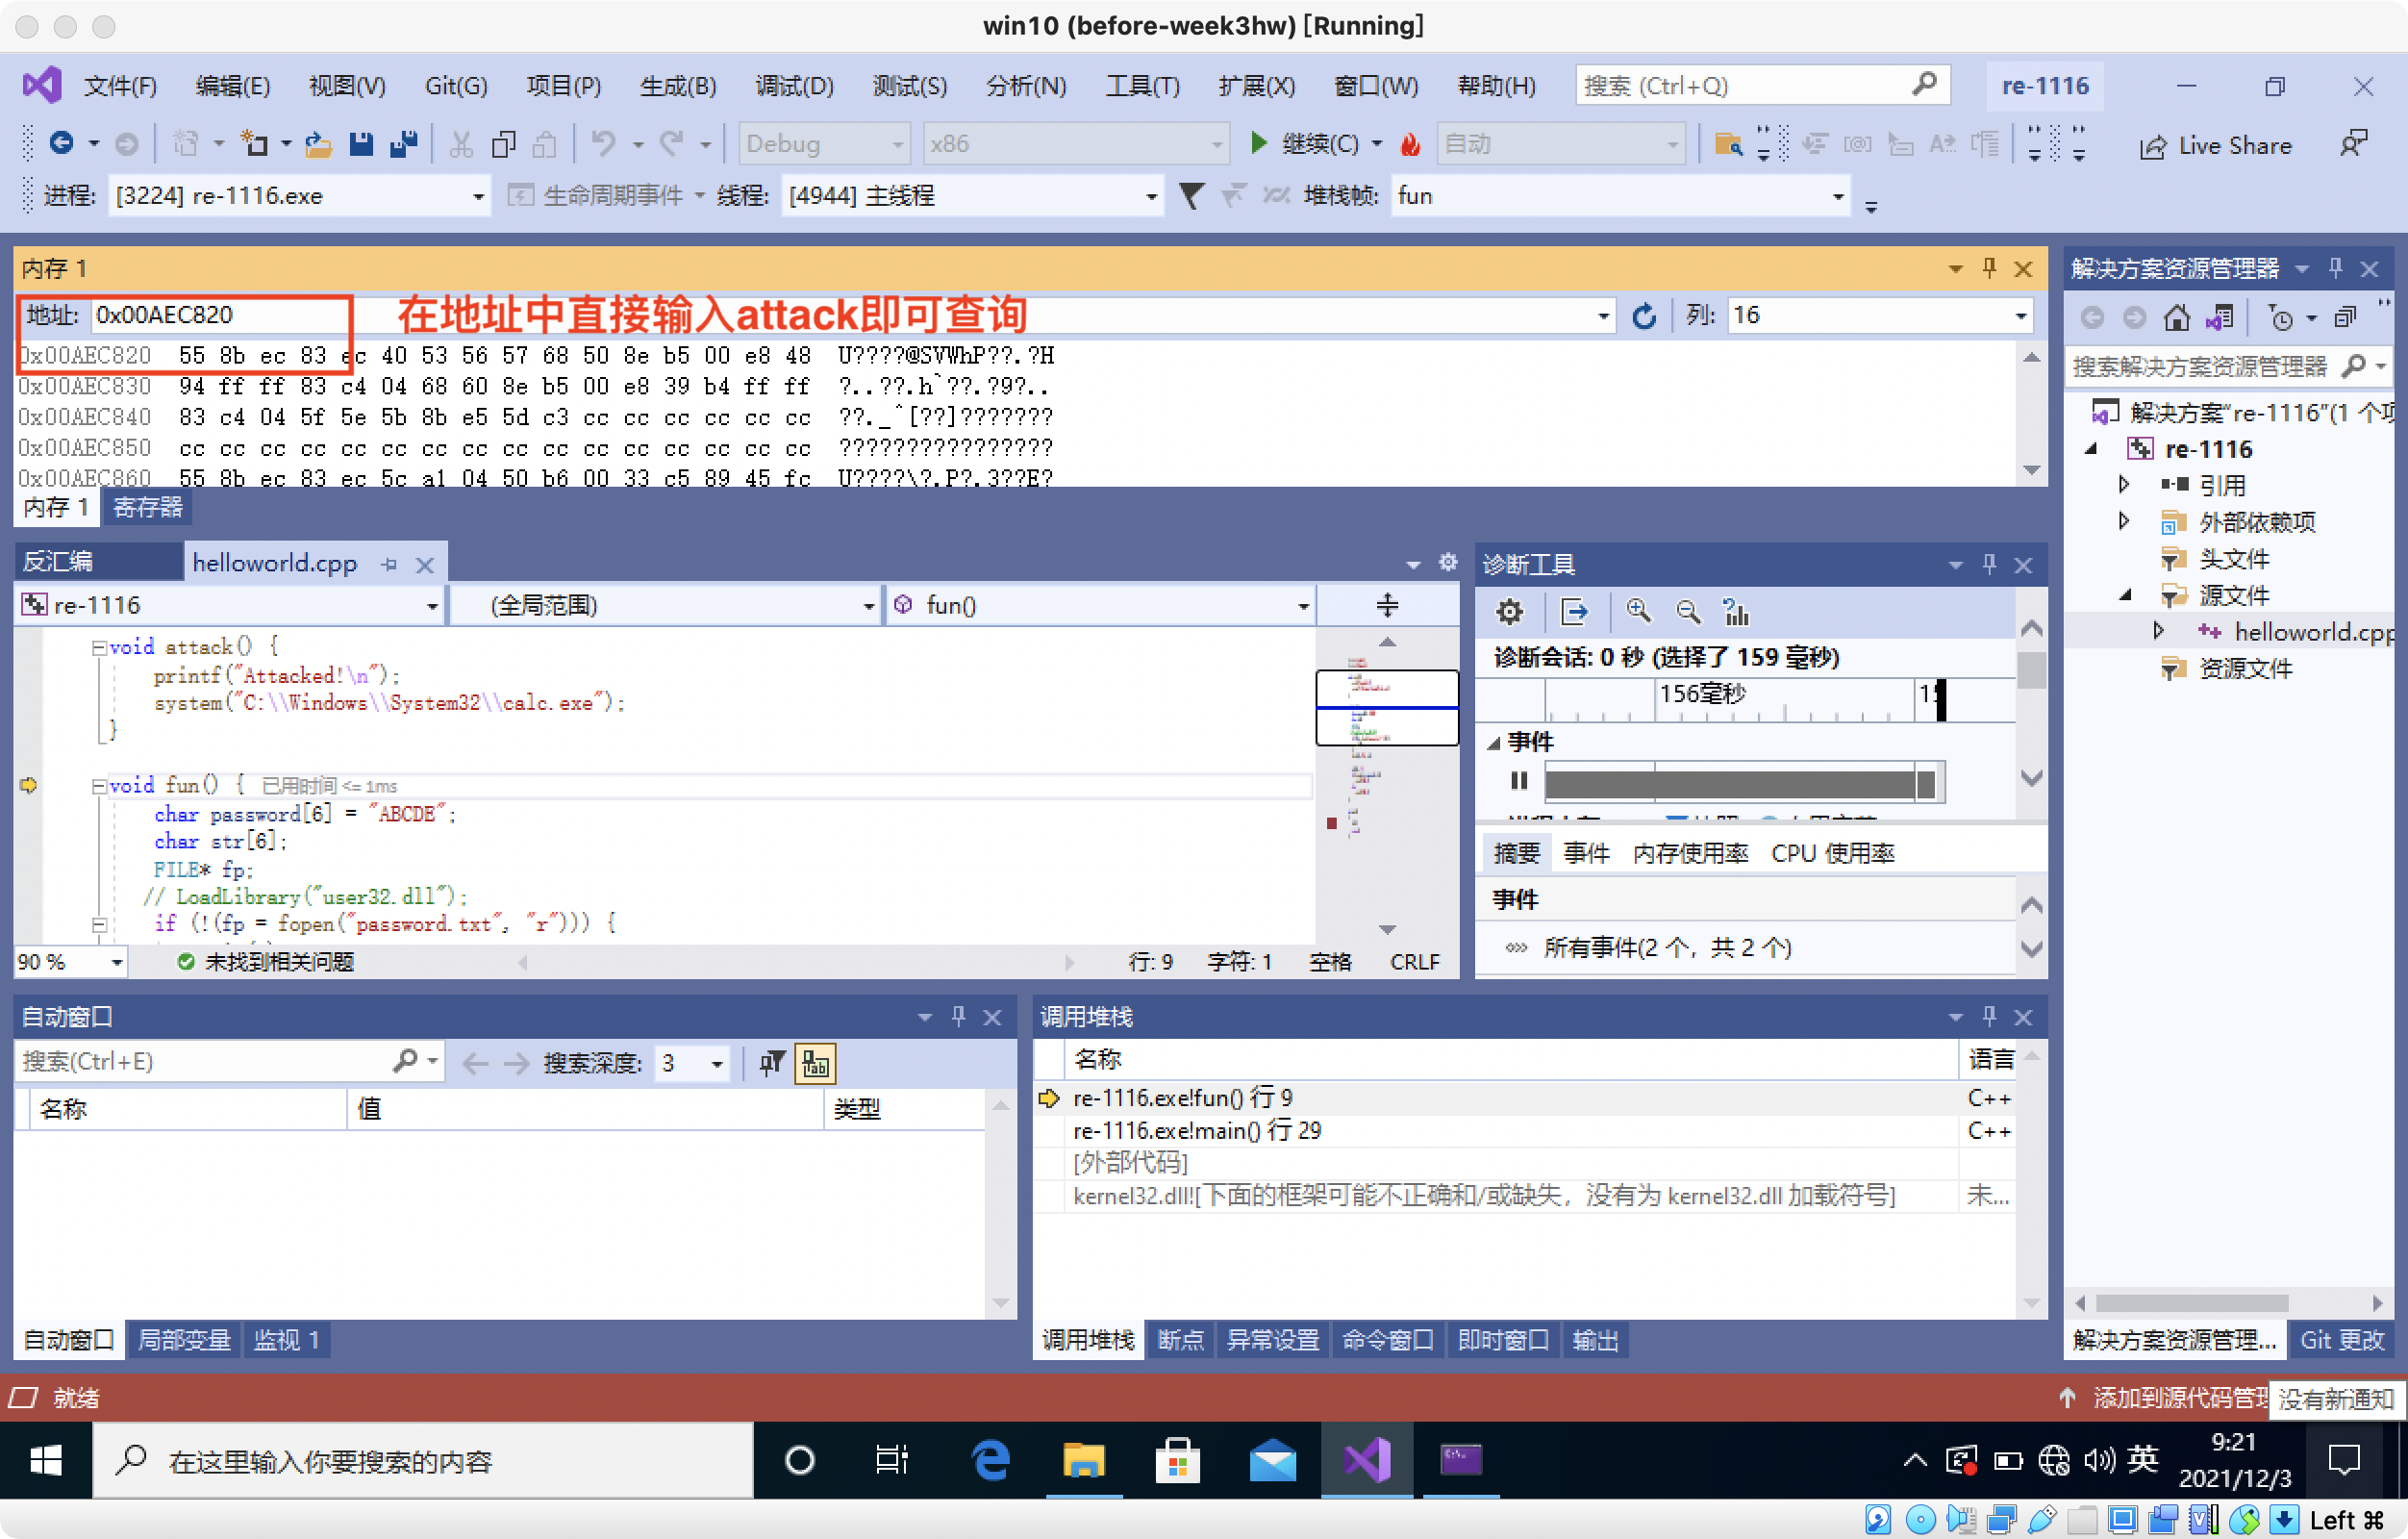 win10 (before-week3hw) [Running]
文件(F) 编辑(E) 视图(V) Git(G) 项目(P) 生成(B) 调试(D) 测试(S) 分析(N) 工具(T) 扩展(X) 窗口(W) 帮助(H) 搜索 (Ctrl+Q) re-1116
Debug x86 继续(C) 自动 Live Share
进程: [3224] re-1116.exe 生命周期事件 线程: [4944] 主线程 堆栈帧: fun
内存 1
地址: 0x00AEC820 在地址中直接输入attack即可查询 列: 16
0x00AEC820 55 8b ec 83 ec 40 53 56 57 68 50 8e b5 00 e8 48 U????@SVWhP??.?H
0x00AEC830 94 ff ff 83 c4 04 68 60 8e b5 00 e8 39 b4 ff ff ?..??.h`??.?9?..
0x00AEC840 83 c4 04 5f 5e 5b 8b e5 5d c3 cc cc cc cc cc cc ??._^[??]???????
0x00AEC850 cc cc cc cc cc cc cc cc cc cc cc cc cc cc cc cc ????????????????
0x00AEC860 55 8b ec 83 ec 5c a1 04 50 b6 00 33 c5 89 45 fc U????\?.P?.3??E?
内存 1 寄存器
反汇编 helloworld.cpp
re-1116 (全局范围) fun()
void attack() {
printf("Attacked!\n");
system("C:\\Windows\\System32\\calc.exe");
}
void fun() { 已用时间 <= 1ms
char password[6] = "ABCDE";
char str[6];
FILE* fp;
// LoadLibrary("user32.dll");
if (!(fp = fopen("password.txt", "r"))) {
90 % 未找到相关问题 行: 9 字符: 1 空格 CRLF
诊断工具
诊断会话: 0 秒 (选择了 159 毫秒)
156毫秒
事件
摘要 事件 内存使用率 CPU 使用率
事件
所有事件(2 个，共 2 个)
解决方案资源管理器
搜索解决方案资源管理器
解决方案"re-1116"(1 个项
re-1116
引用
外部依赖项
头文件
源文件
helloworld.cpp
资源文件
解决方案资源管理... Git 更改
自动窗口
搜索(Ctrl+E) 搜索深度: 3
名称 值 类型
自动窗口 局部变量 监视 1
调用堆栈
名称 语言
re-1116.exe!fun() 行 9 C++
re-1116.exe!main() 行 29 C++
[外部代码]
kernel32.dll![下面的框架可能不正确和/或缺失，没有为 kernel32.dll 加载符号] 未...
调用堆栈 断点 异常设置 命令窗口 即时窗口 输出
就绪 添加到源代码管理 没有新通知
在这里输入你要搜索的内容 英 9:21
2021/12/3
Left ⌘